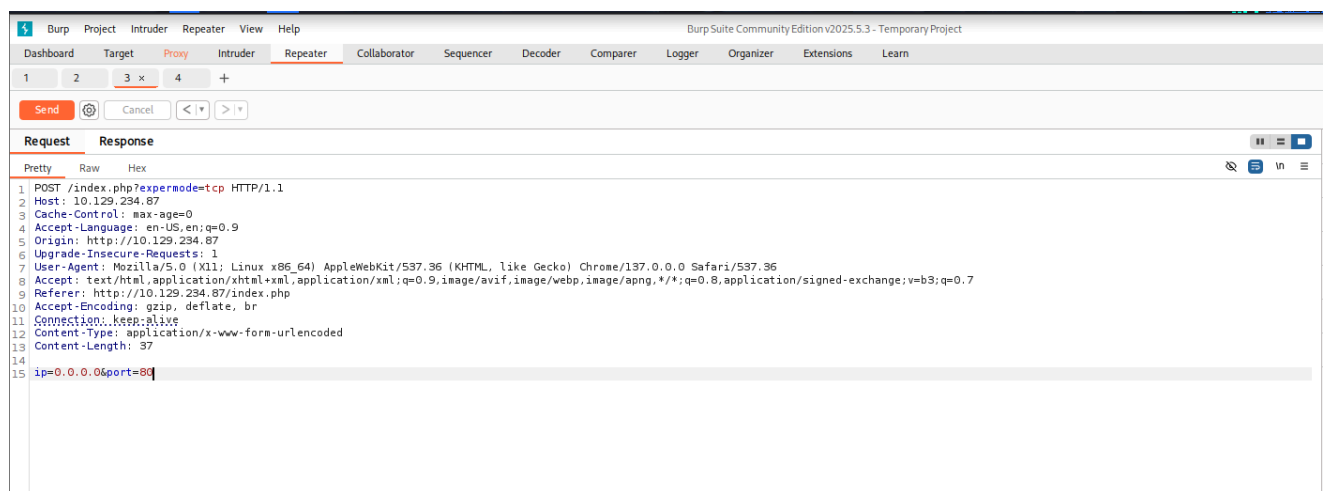 Burp Project Intruder Repeater View Help Burp Suite Community Edition v2025.5.3 - Temporary Project
Dashboard Target Proxy Intruder Repeater Collaborator Sequencer Decoder Comparer Logger Organizer Extensions Learn
1 2 3 × 4 +
Send Cancel < >
Request Response
Pretty Raw Hex \n
1 POST /index.php?expermode=tcp HTTP/1.1
2 Host: 10.129.234.87
3 Cache-Control: max-age=0
4 Accept-Language: en-US,en;q=0.9
5 Origin: http://10.129.234.87
6 Upgrade-Insecure-Requests: 1
7 User-Agent: Mozilla/5.0 (X11; Linux x86_64) AppleWebKit/537.36 (KHTML, like Gecko) Chrome/137.0.0.0 Safari/537.36
8 Accept: text/html,application/xhtml+xml,application/xml;q=0.9,image/avif,image/webp,image/apng,*/*;q=0.8,application/signed-exchange;v=b3;q=0.7
9 Referer: http://10.129.234.87/index.php
10 Accept-Encoding: gzip, deflate, br
11 Connection: keep-alive
12 Content-Type: application/x-www-form-urlencoded
13 Content-Length: 37
14
15 ip=0.0.0.0&port=80